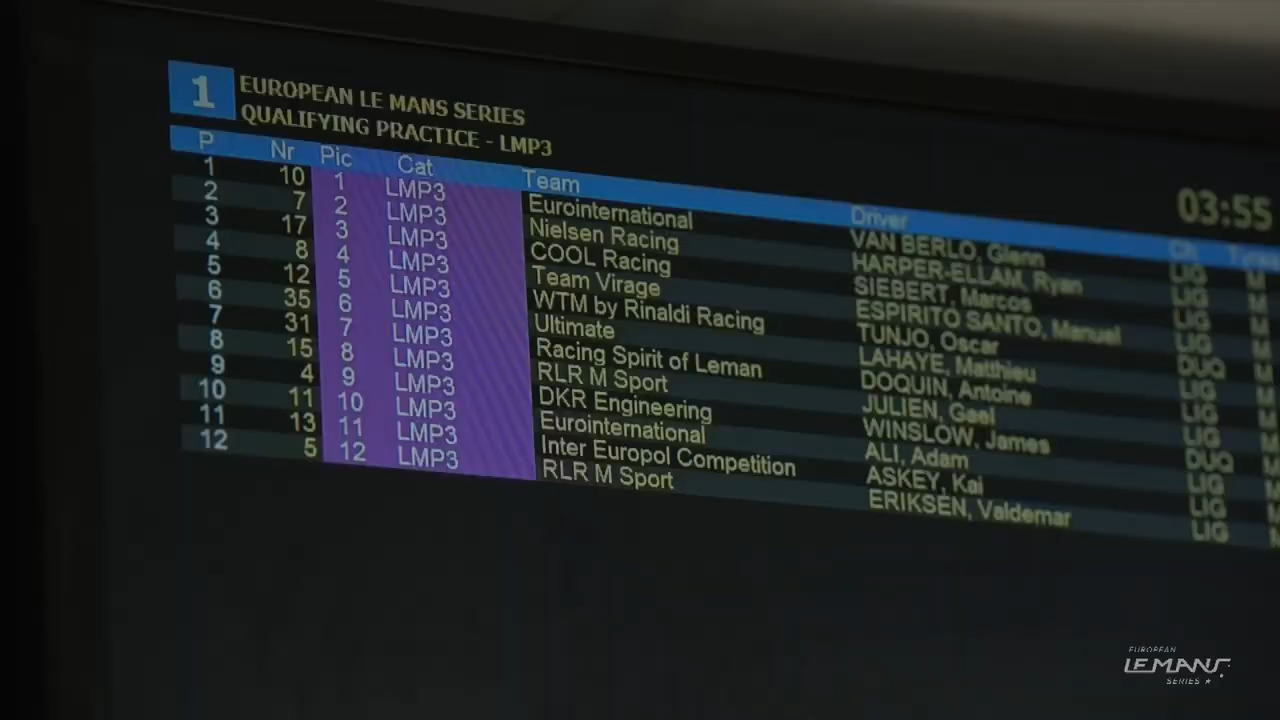 1 EUROPEAN LE MANS SERIES
QUALIFYING PRACTICE - LMP3
03:55
P Nr Pic Cat Team Driver Ch
1 10 1 LMP3 Eurointernational VAN BERLO, Glenn LIG M
2 7 2 LMP3 Nielsen Racing HARPER-ELLAM, Ryan LIG M
3 17 3 LMP3 COOL Racing SIEBERT, Marcos LIG M
4 8 4 LMP3 Team Virage ESPIRITO SANTO, Manuel LIG M
5 12 5 LMP3 WTM by Rinaldi Racing TUNJO, Oscar DUQ M
6 35 6 LMP3 Ultimate LAHAYE, Matthieu LIG M
7 31 7 LMP3 Racing Spirit of Leman DOQUIN, Antoine LIG M
8 15 8 LMP3 RLR M Sport JULIEN, Gael LIG M
9 4 9 LMP3 DKR Engineering WINSLOW, James DUQ M
10 11 10 LMP3 Eurointernational ALI, Adam LIG M
11 13 11 LMP3 Inter Europol Competition ASKEY, Kai LIG M
12 5 12 LMP3 RLR M Sport ERIKSEN, Valdemar LIG M
EUROPEAN
LE MANS
SERIES